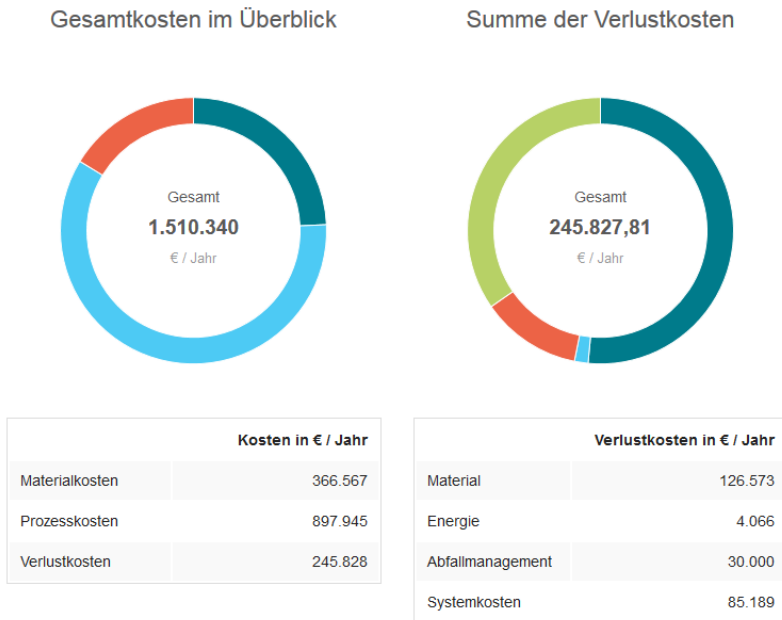 Gesamtkosten im Überblick
Gesamt
1.510.340
€ / Jahr
Kosten in € / Jahr
Materialkosten 366.567
Prozesskosten 897.945
Verlustkosten 245.828
Summe der Verlustkosten
Gesamt
245.827,81
€ / Jahr
Verlustkosten in € / Jahr
Material 126.573
Energie 4.066
Abfallmanagement 30.000
Systemkosten 85.189